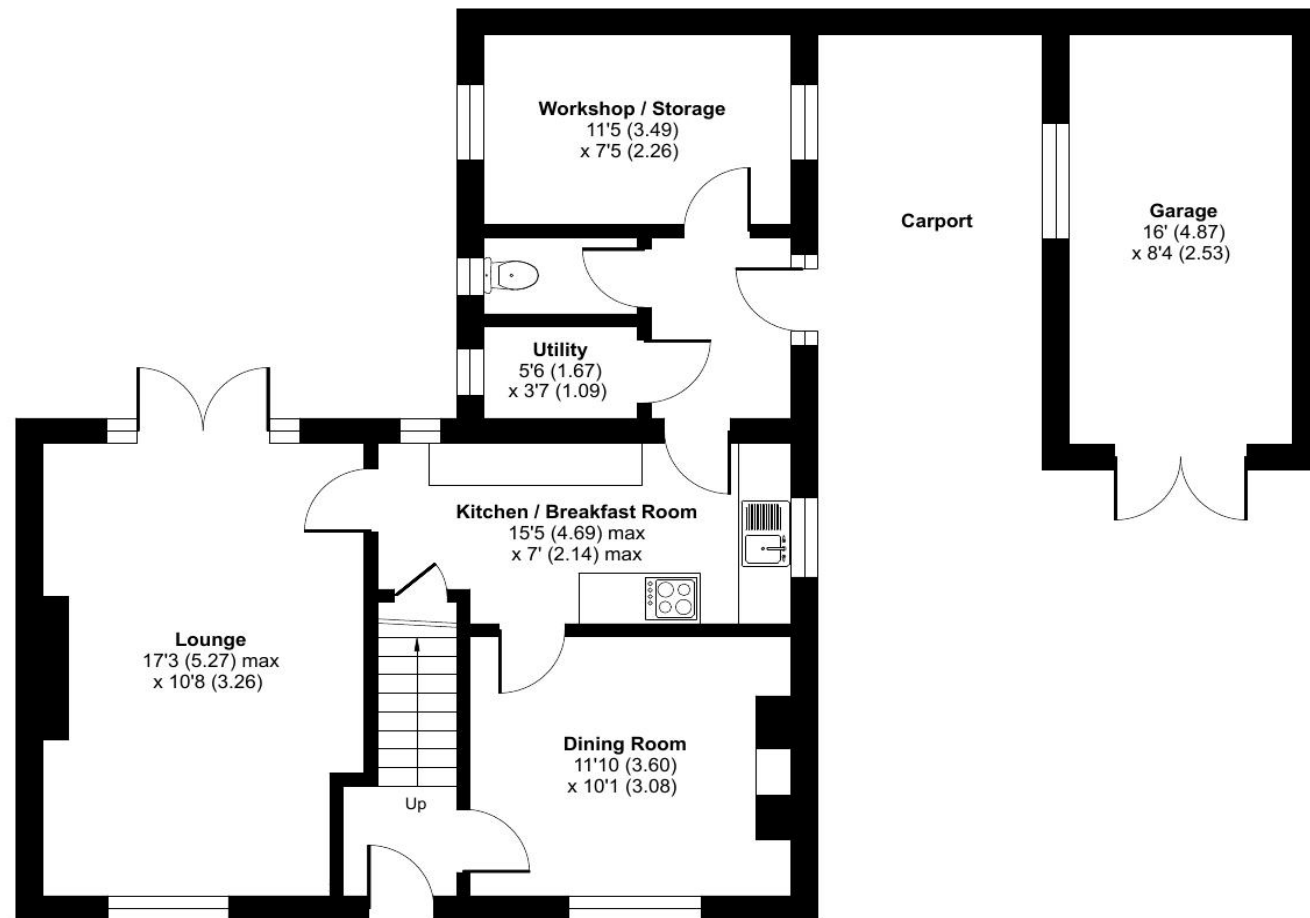 Workshop / Storage
11'5 (3.49)
x 7'5 (2.26)
Carport
Garage
16' (4.87)
x 8'4 (2.53)
Utility
5'6 (1.67)
x 3'7 (1.09)
Kitchen / Breakfast Room
15'5 (4.69) max
x 7' (2.14) max
Lounge
17'3 (5.27) max
x 10'8 (3.26)
Dining Room
11'10 (3.60)
x 10'1 (3.08)
Up